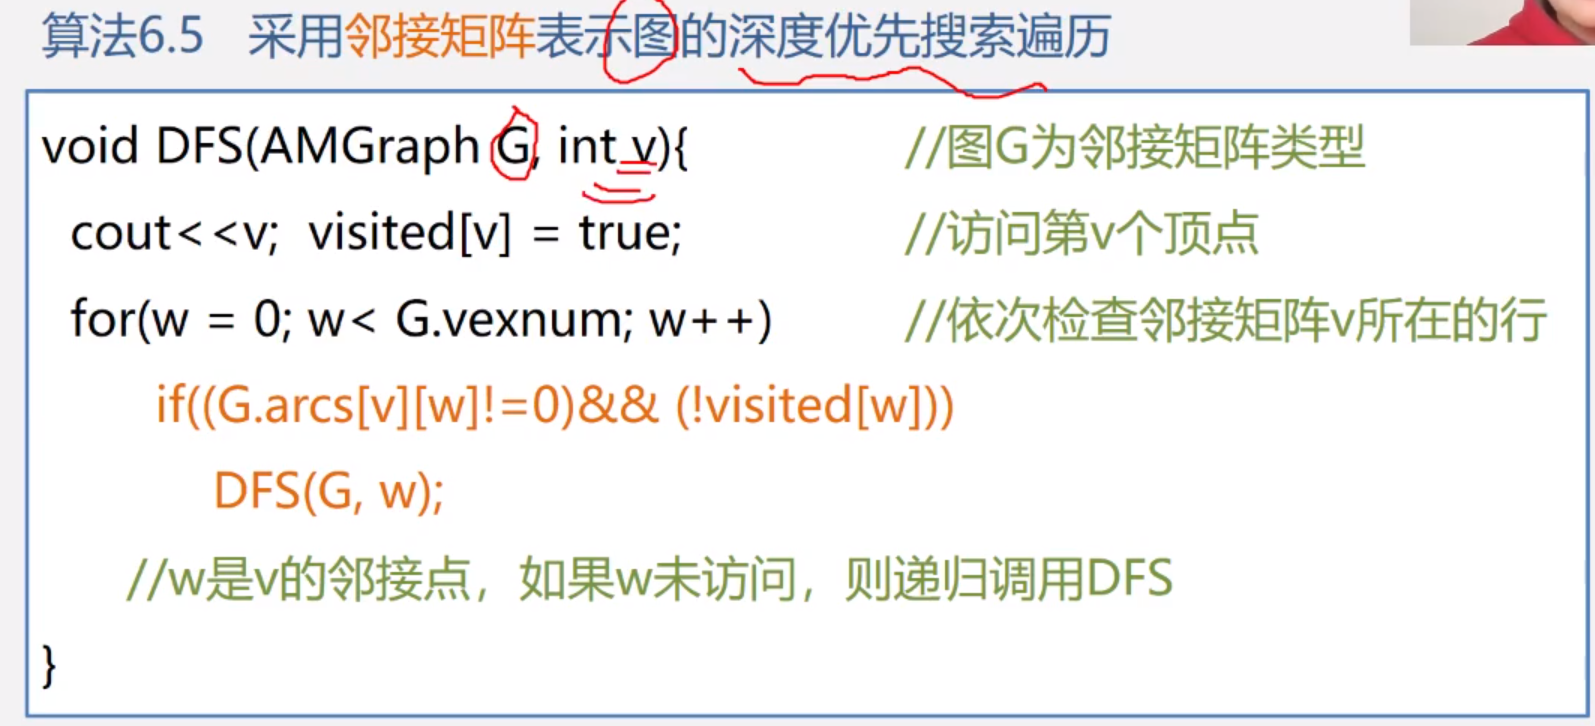 算法6.5 采用邻接矩阵表示图的深度优先搜索遍历
void DFS(AMGraph G, int v){ //图G为邻接矩阵类型
cout<<v; visited[v] = true; //访问第v个顶点
for(w = 0; w< G.vexnum; w++) //依次检查邻接矩阵v所在的行
if((G.arcs[v][w]!=0)&& (!visited[w]))
DFS(G, w);
//w是v的邻接点，如果w未访问，则递归调用DFS
}